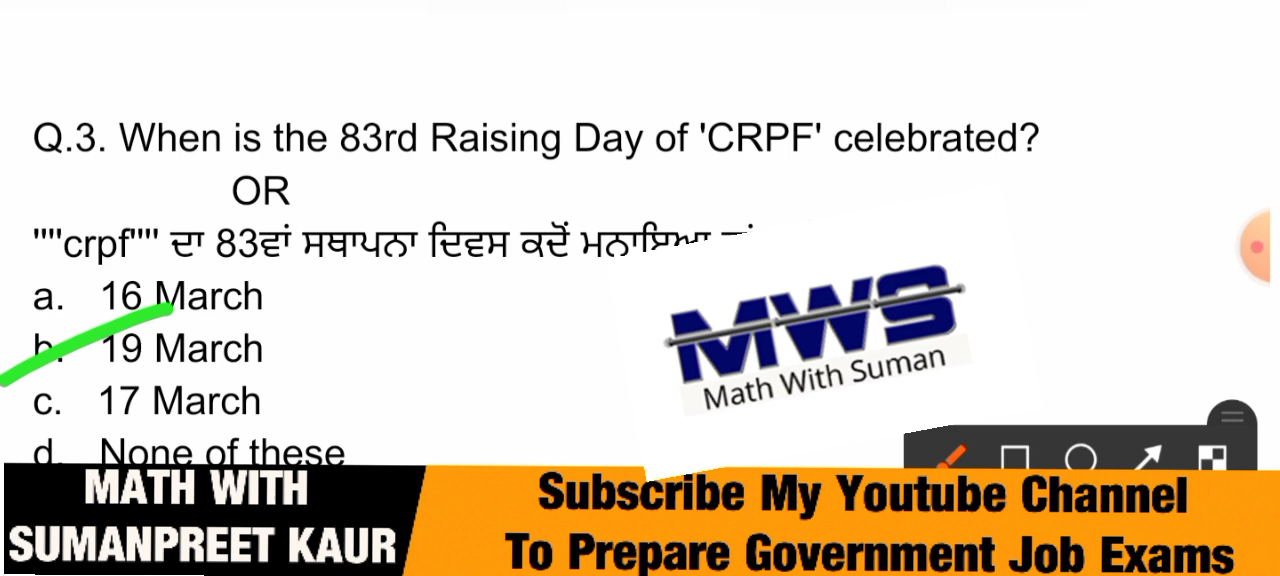 Q.3. When is the 83rd Raising Day of 'CRPF' celebrated?
OR
""crpf"" ਦਾ 83ਵਾਂ ਸਥਾਪਨਾ ਦਿਵਸ ਕਦੋਂ ਮਨਾਇਆ
a. 16 March
b. 19 March
c. 17 March
d. None of these
MWS
Math With Suman
MATH WITH
SUMANPREET KAUR
Subscribe My Youtube Channel
To Prepare Government Job Exams